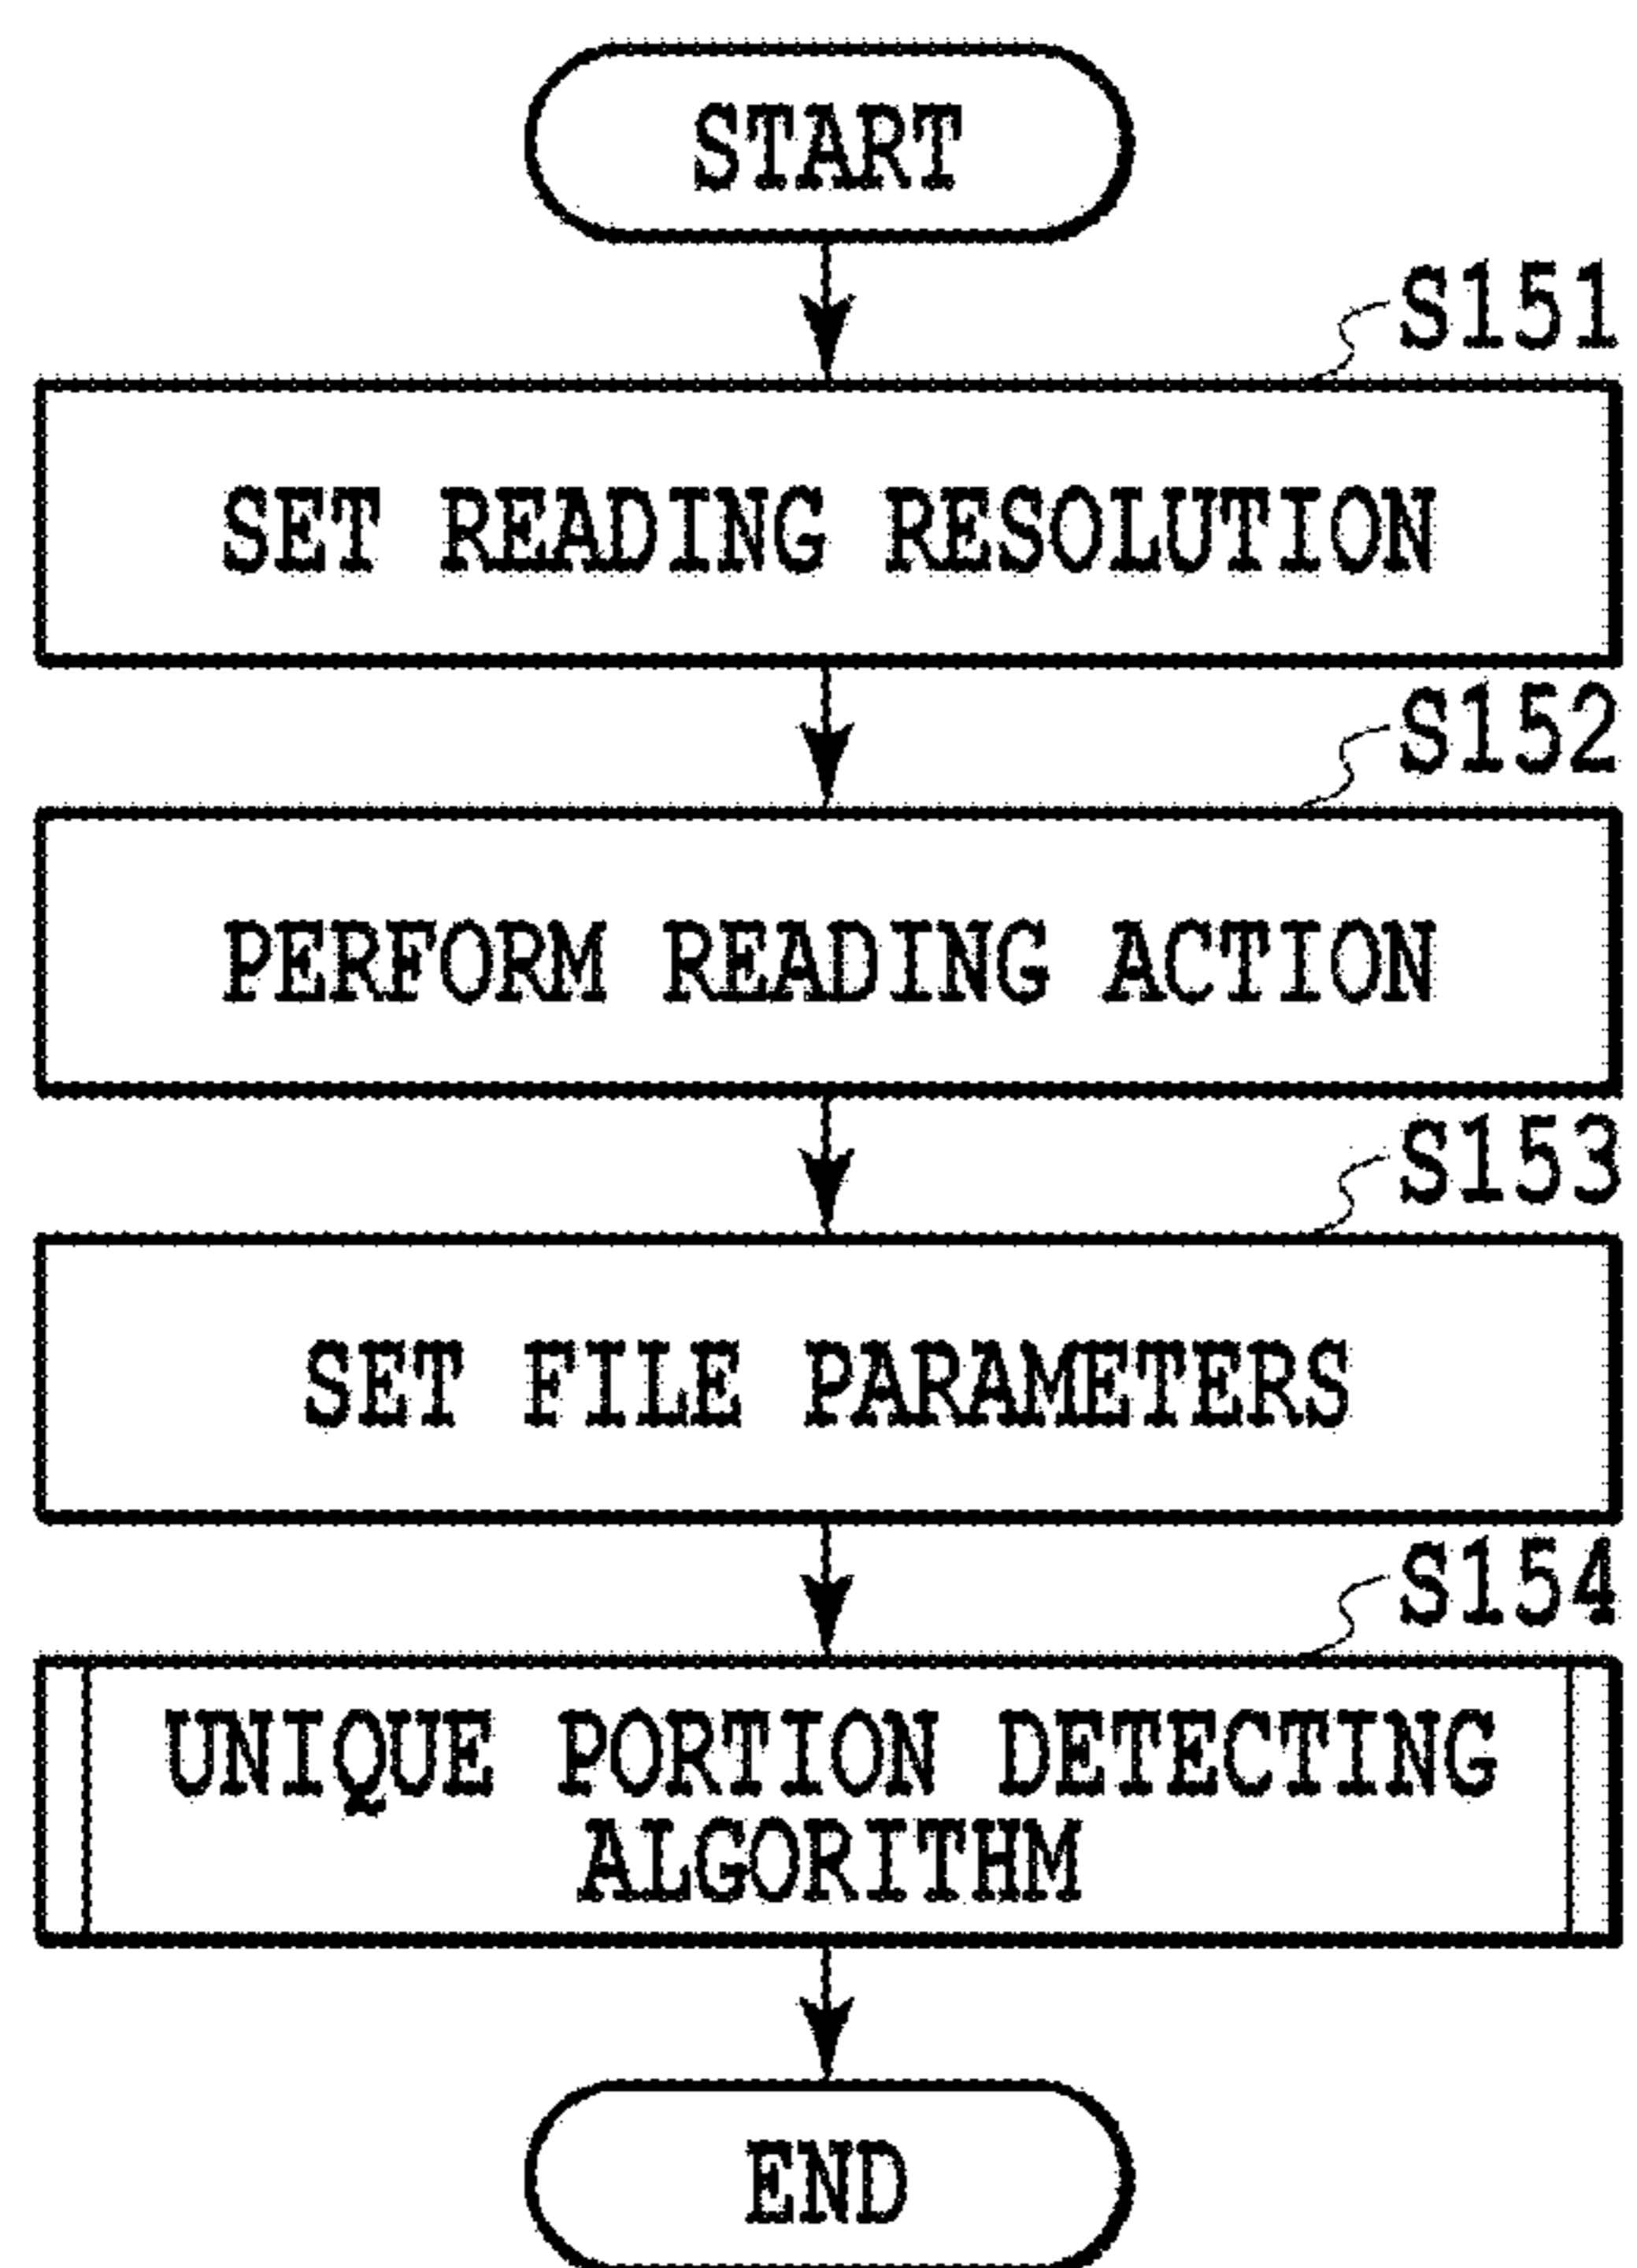 START
S151
SET READING RESOLUTION
S152
PERFORM READING ACTION
S153
SET FILE PARAMETERS
S154
UNIQUE PORTION DETECTING
ALGORITHM
END